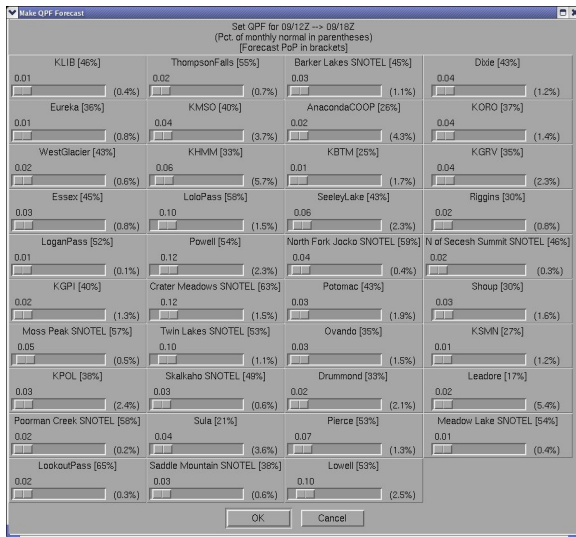 Make QPF Forecast
Set QPF for 09/12Z --> 09/18Z
(Pct. of monthly normal in parentheses)
[Forecast PoP in brackets]
KLIB [46%] ThompsonFalls [55%] Barker Lakes SNOTEL [45%] Dixie [43%]
0.01 0.02 0.03 0.04
(0.4%) (0.7%) (1.1%) (1.2%)
Eureka [36%] KMSO [40%] AnacondaCOOP [26%] KORO [37%]
0.01 0.04 0.02 0.04
(0.8%) (3.7%) (4.3%) (1.4%)
WestGlacier [43%] KHMM [33%] KBTM [25%] KGRV [35%]
0.02 0.06 0.01 0.04
(0.6%) (5.7%) (1.7%) (2.3%)
Essex [45%] LoloPass [58%] SeeleyLake [43%] Riggins [30%]
0.03 0.10 0.06 0.02
(0.8%) (1.5%) (2.3%) (0.8%)
LoganPass [52%] Powell [54%] North Fork Jocko SNOTEL [59%] N of Secesh Summit SNOTEL [46%]
0.01 0.12 0.04 0.02
(0.1%) (2.3%) (0.4%) (0.3%)
KGPI [40%] Crater Meadows SNOTEL [63%] Potomac [43%] Shoup [30%]
0.02 0.12 0.03 0.03
(1.3%) (1.5%) (1.9%) (1.6%)
Moss Peak SNOTEL [57%] Twin Lakes SNOTEL [53%] Ovando [35%] KSMN [27%]
0.05 0.10 0.03 0.01
(0.5%) (1.1%) (1.5%) (1.2%)
KPOL [38%] Skalkaho SNOTEL [49%] Drummond [33%] Leadore [17%]
0.03 0.03 0.02 0.02
(2.4%) (0.6%) (2.1%) (5.4%)
Poorman Creek SNOTEL [58%] Sula [21%] Pierce [53%] Meadow Lake SNOTEL [54%]
0.02 0.04 0.07 0.01
(0.2%) (3.6%) (1.3%) (0.4%)
LookoutPass [65%] Saddle Mountain SNOTEL [38%] Lowell [53%]
0.02 0.03 0.10
(0.3%) (0.6%) (2.5%)
OK Cancel